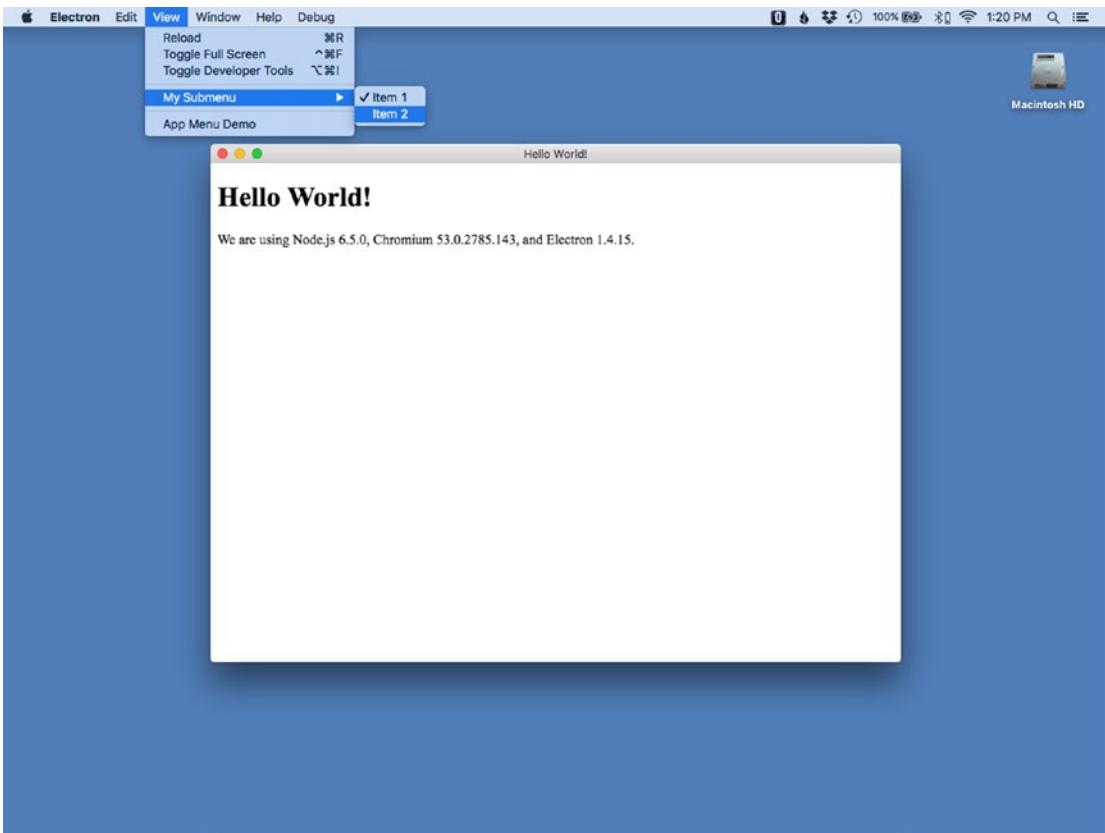 Electron Edit View Window Help Debug 100% 1:20 PM
Reload ⌘R
Toggle Full Screen ^⌘F
Toggle Developer Tools ⌥⌘I
My Submenu ✓ Item 1
Item 2
App Menu Demo
Macintosh HD
Hello World!
Hello World!
We are using Node.js 6.5.0, Chromium 53.0.2785.143, and Electron 1.4.15.